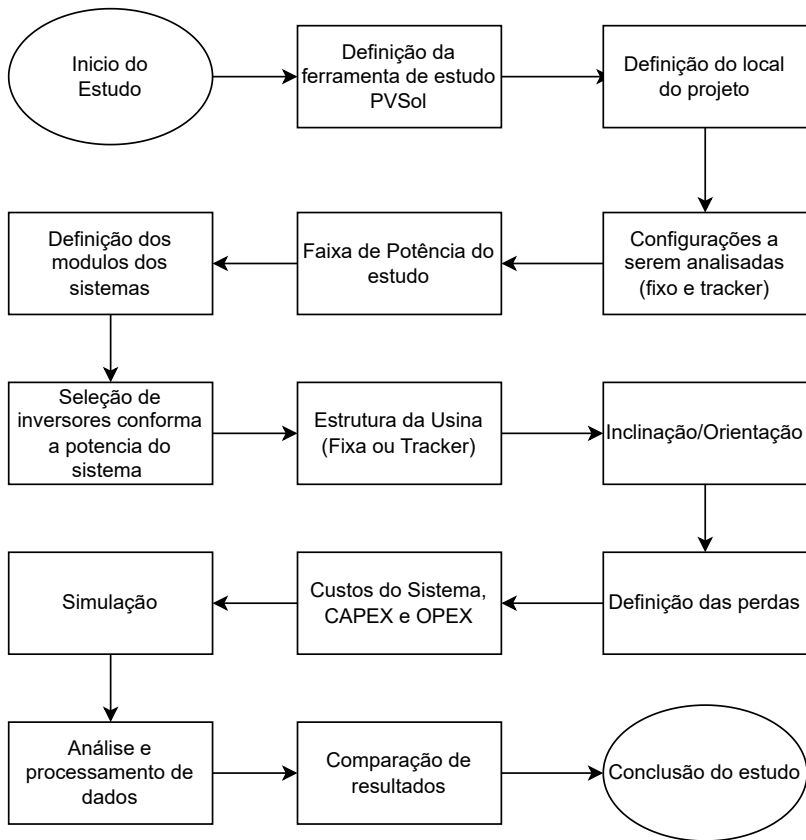 Inicio do
Estudo
Definição da
ferramenta de estudo
PVSol
Definição do local
do projeto
Configurações a
serem analisadas
(fixo e tracker)
Faixa de Potência do
estudo
Definição dos
modulos dos
sistemas
Seleção de
inversores conforma
a potencia do
sistema
Estrutura da Usina
(Fixa ou Tracker)
Inclinação/Orientação
Definição das perdas
Custos do Sistema,
CAPEX e OPEX
Simulação
Análise e
processamento de
dados
Comparação de
resultados
Conclusão do estudo